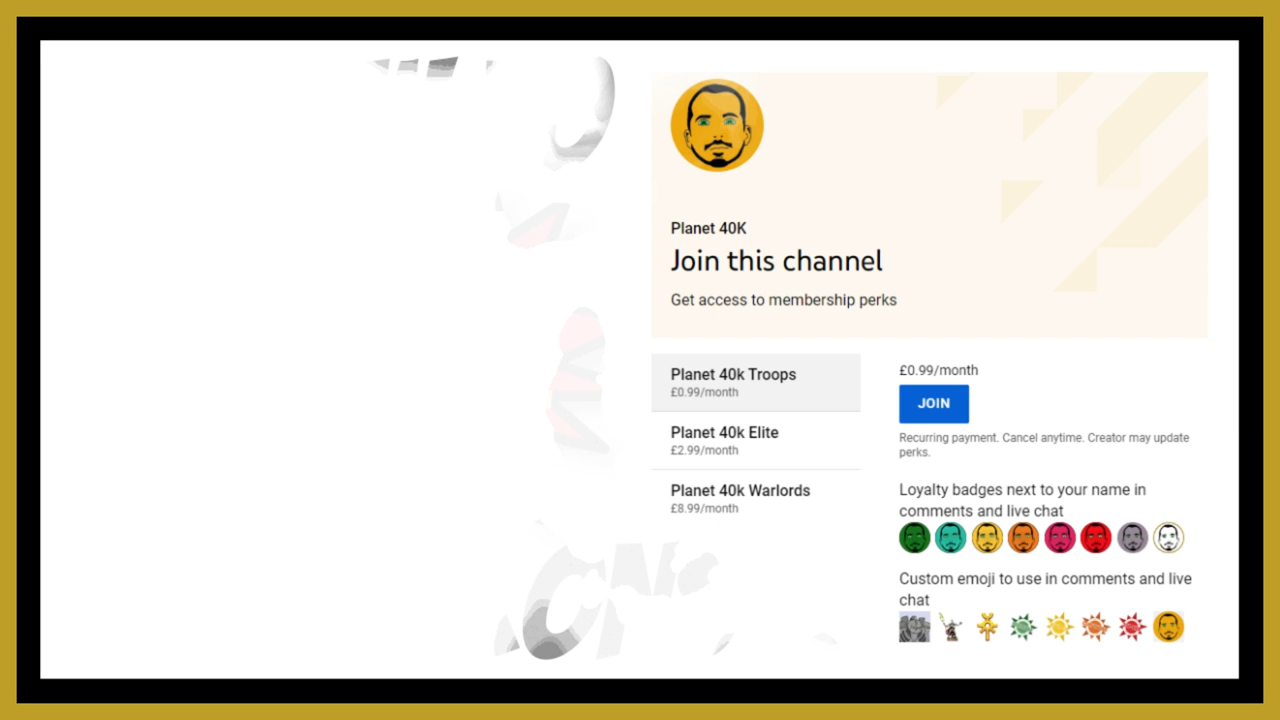 Planet 40K
Join this channel
Get access to membership perks
Planet 40k Troops
£0.99/month
Planet 40k Elite
£2.99/month
Planet 40k Warlords
£8.99/month
£0.99/month
JOIN
Recurring payment. Cancel anytime. Creator may update
perks.
Loyalty badges next to your name in
comments and live chat
Custom emoji to use in comments and live
chat